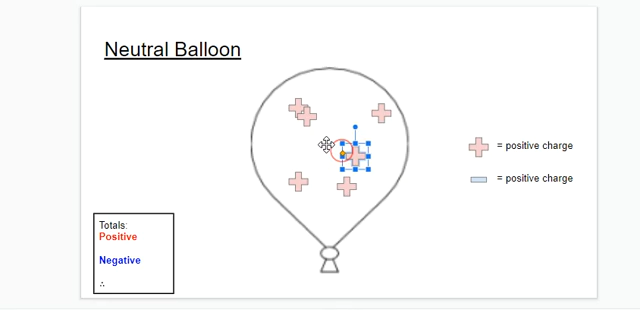 Neutral Balloon
= positive charge
= positive charge
Totals:
Positive
Negative
∴